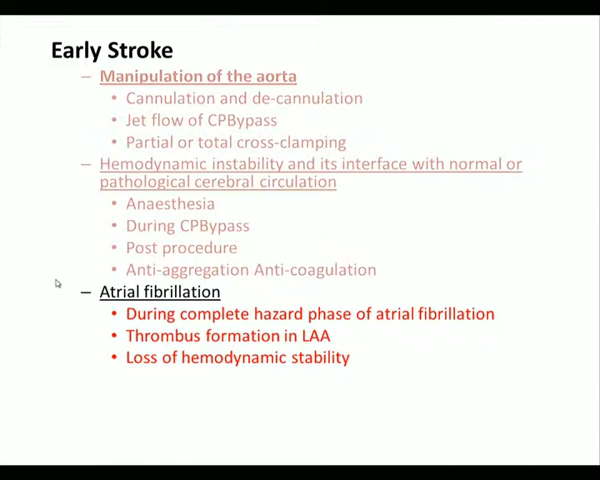 Early Stroke
– Manipulation of the aorta
• Cannulation and de-cannulation
• Jet flow of CPBypass
• Partial or total cross-clamping
– Hemodynamic instability and its interface with normal or
pathological cerebral circulation
• Anaesthesia
• During CPBypass
• Post procedure
• Anti-aggregation Anti-coagulation
– Atrial fibrillation
• During complete hazard phase of atrial fibrillation
• Thrombus formation in LAA
• Loss of hemodynamic stability